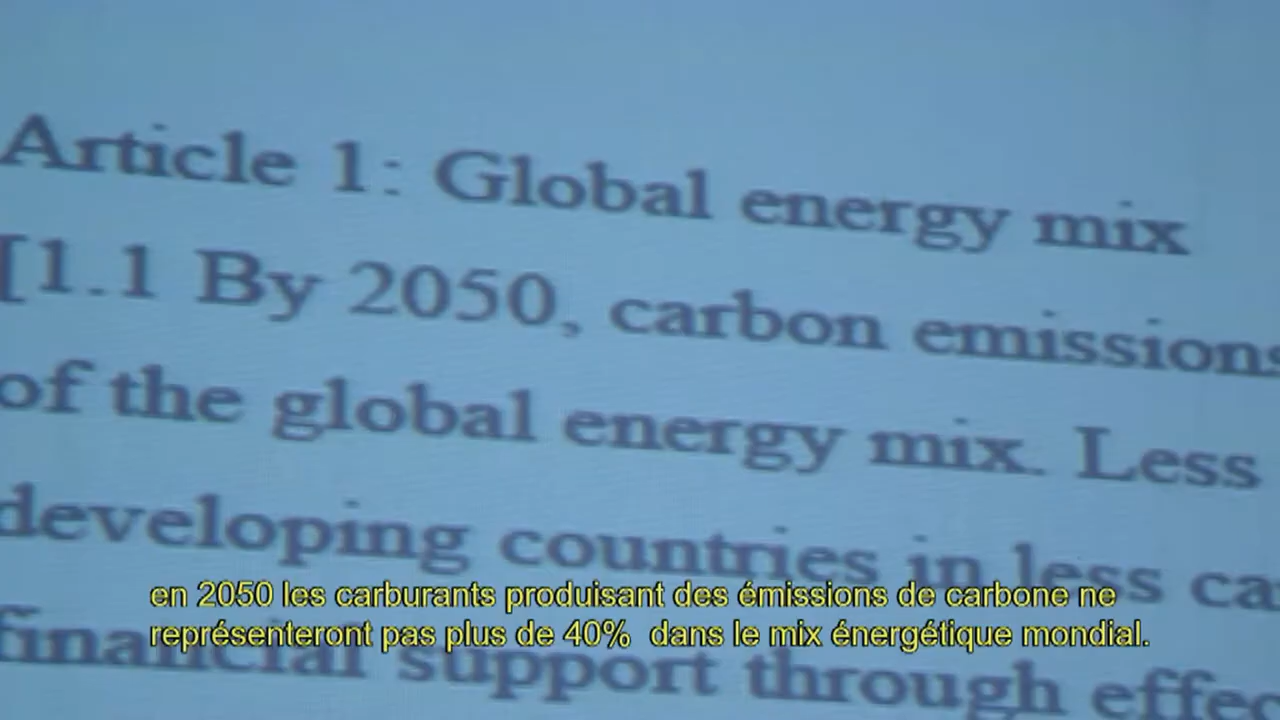 Article 1: Global energy mix
[1.1 By 2050, carbon emissions
of the global energy mix. Less
developing countries in less
financial support through
en 2050 les carburants produisant des émissions de carbone ne
représenteront pas plus de 40% dans le mix énergétique mondial.